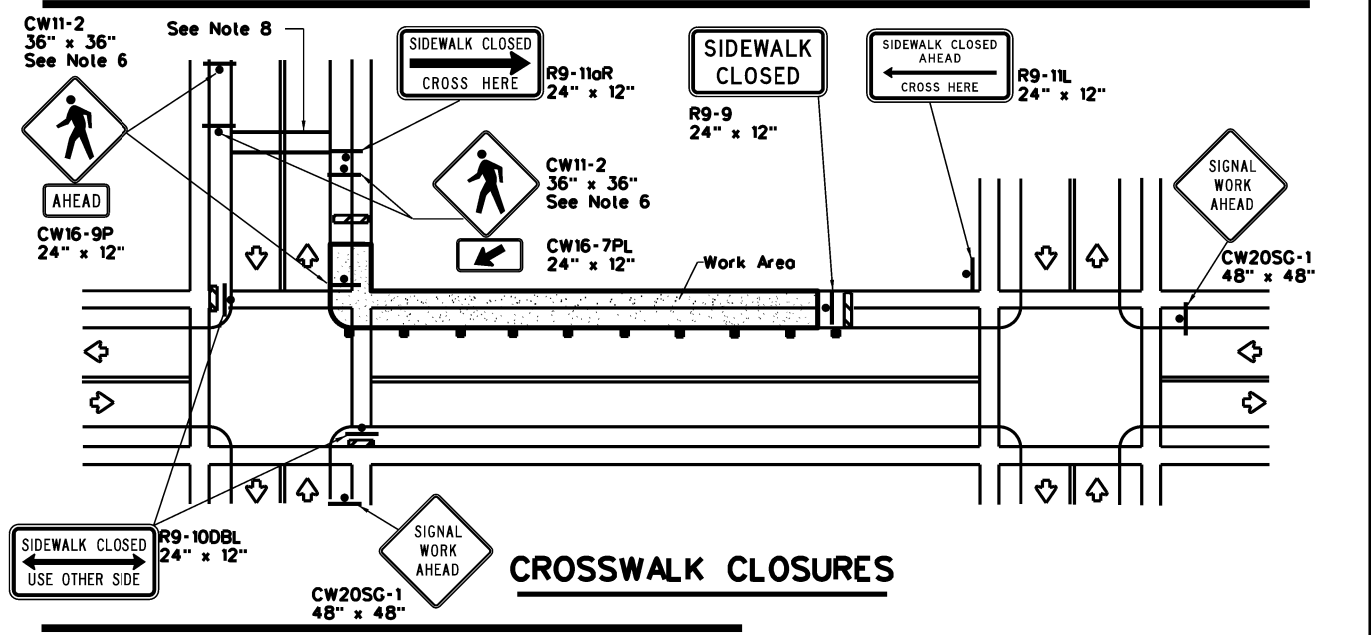 CW11-2
36" x 36"
See Note 6
See Note 8
SIDEWALK CLOSED
CROSS HERE
R9-11aR
24" x 12"
SIDEWALK
CLOSED
R9-9
24" x 12"
SIDEWALK CLOSED
AHEAD
CROSS HERE
R9-11L
24" x 12"
AHEAD
CW16-9P
24" x 12"
CW11-2
36" x 36"
See Note 6
CW16-7PL
24" x 12"
Work Area
SIGNAL
WORK
AHEAD
CW20SG-1
48" x 48"
SIDEWALK CLOSED
USE OTHER SIDE
R9-10DBL
24" x 12"
SIGNAL
WORK
AHEAD
CW20SG-1
48" x 48"
CROSSWALK CLOSURES